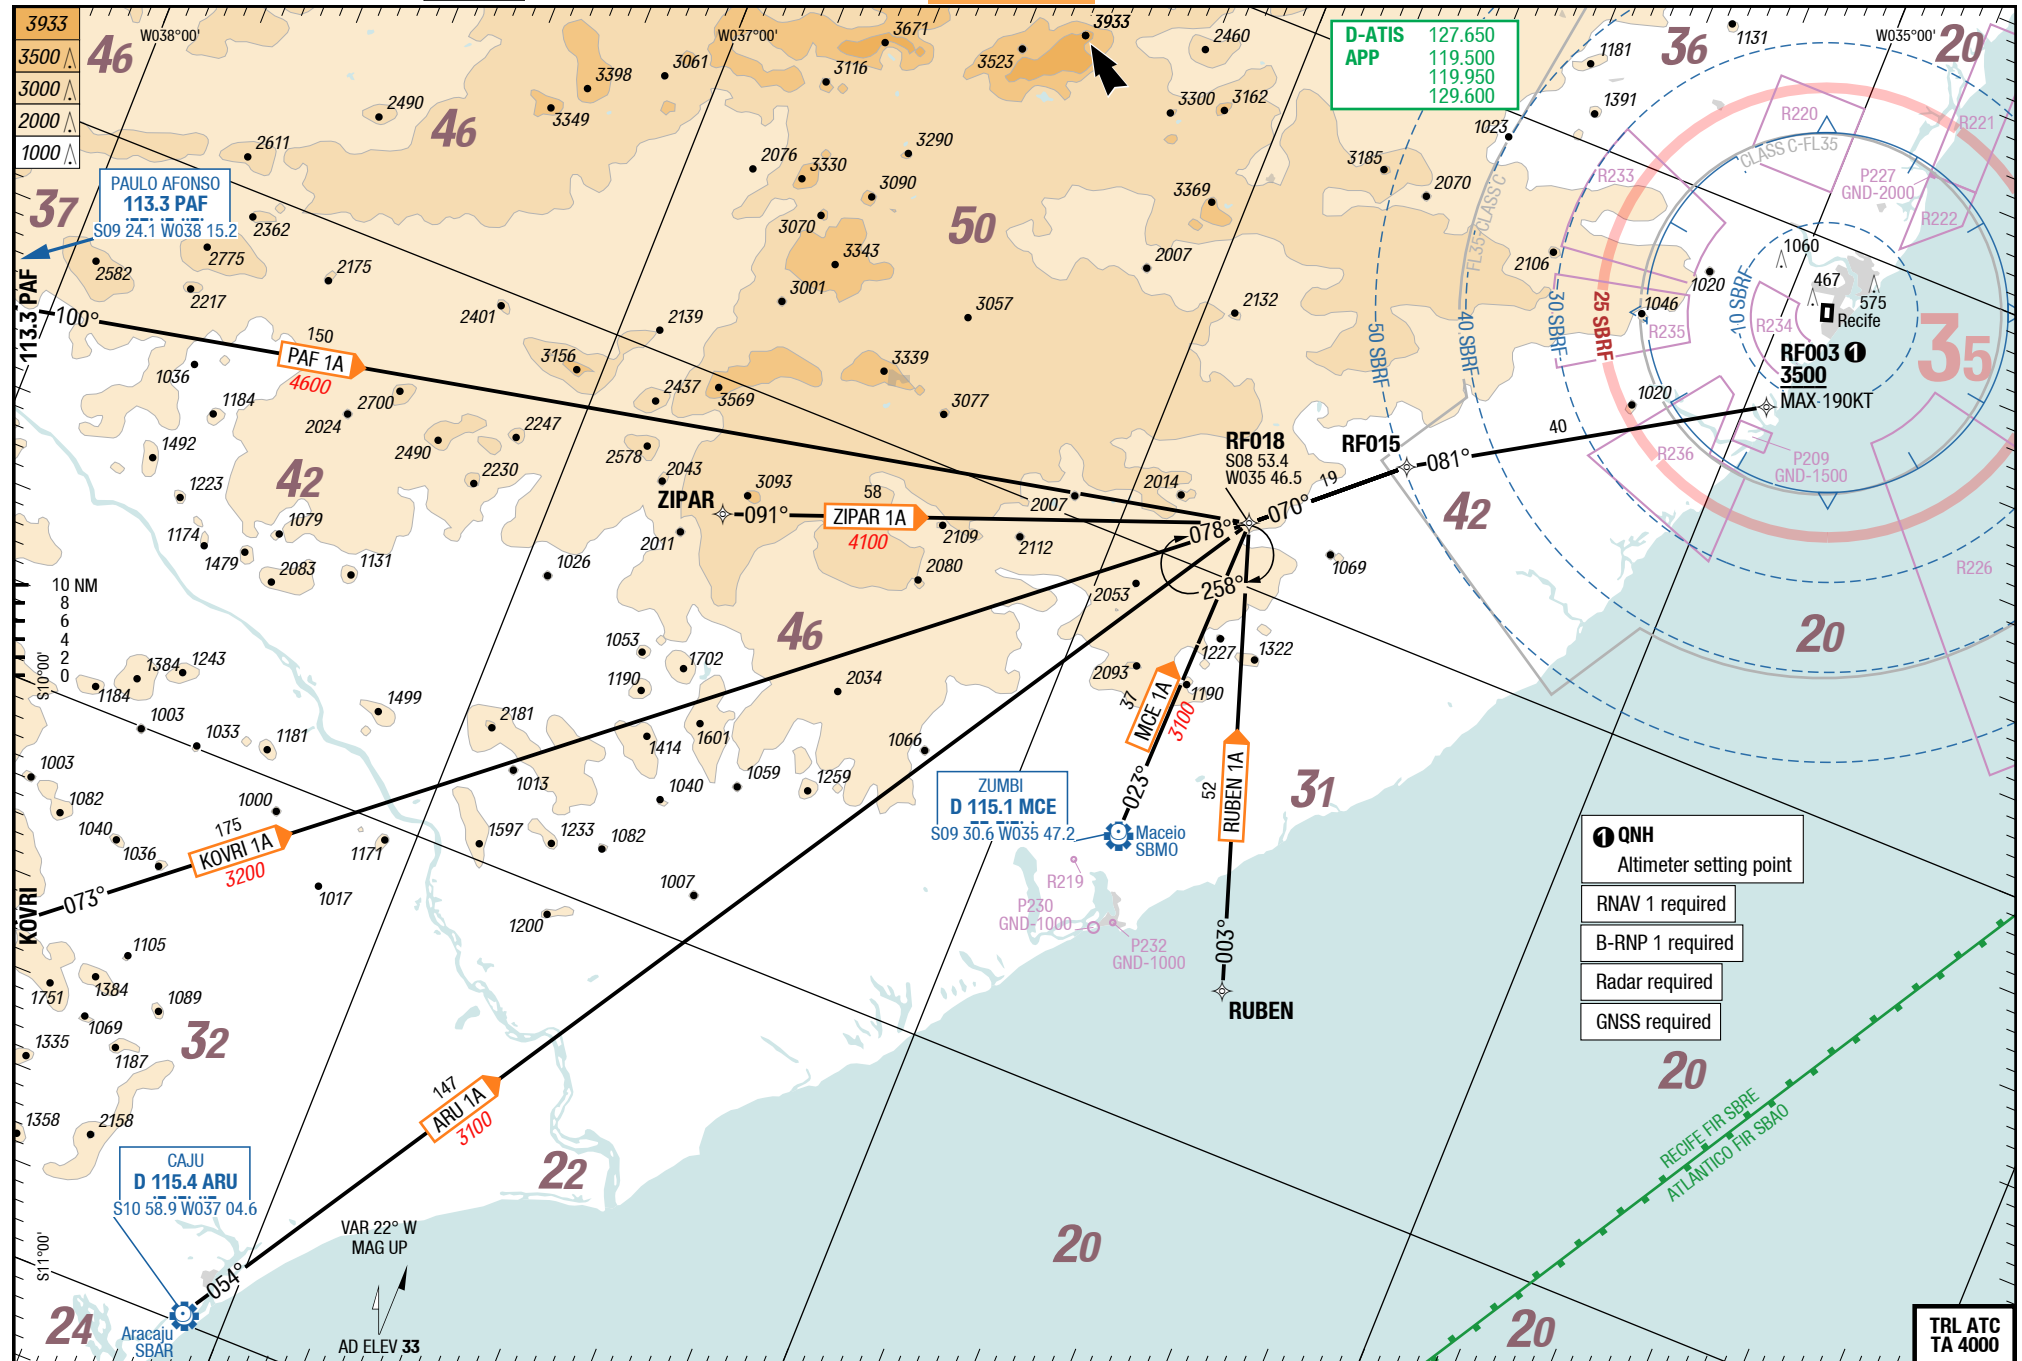 3933
3500
3000
2000
1000
46
W038°00'
W037°00'
3671
3933
3523
2460
3398
3061
3116
3349
2490
46
3300
3162
D-ATIS 127.650
APP 119.500
119.950
129.600
1181
36
1131
W035°00'
20
1391
1023
R220
R221
CLASS C-FL35
2611
2076
3330
3290
3090
3185
2070
R233
P227
GND-2000
R222
37
PAULO AFONSO
113.3 PAF
S09 24.1 W038 15.2
2362
2775
2582
2217
2175
3070
3343
50
3369
2007
FL35 CLASS C
2106
1060
467
575
1020
1046
Recife
113.3 PAF
100°
150
PAF 1A
4600
2401
2139
3001
3057
2132
50 SBRF
40 SBRF
30 SBRF
25 SBRF
10 SBRF
R235
R234
35
RF003 1
3500
MAX 190KT
1036
1184
2024
2700
3156
2437
3569
3339
3077
1020
1492
2490
2247
2578
2043
2230
42
1223
1079
1174
1479
2083
1131
1026
ZIPAR
3093
091°
58
ZIPAR 1A
4100
2011
2109
2112
2080
2007
2014
RF018
S08 53.4
W035 46.5
RF015
19
070°
081°
40
42
R236
P209
GND-1500
R226
078°
258°
2053
1069
10 NM
8
6
4
2
0
S10°00'
46
20
1384
1243
1184
1003
1033
1181
1499
1053
1702
1190
2034
2181
1414
1601
1066
2093
1227
1322
1190
37
MCE 1A
3100
023°
52
RUBEN 1A
003°
RUBEN
31
1003
1082
1040
1036
1000
175
KOVRI 1A
3200
073°
KOVRI
1171
1017
1013
1597
1233
1082
1040
1059
1259
1007
1200
ZUMBI
D 115.1 MCE
S09 30.6 W035 47.2
Maceio
SBMO
R219
P230
GND-1000
P232
GND-1000
1 QNH
Altimeter setting point
RNAV 1 required
B-RNP 1 required
Radar required
GNSS required
20
1105
1384
1751
1089
1069
1335
1187
32
1358
2158
147
ARU 1A
3100
054°
CAJU
D 115.4 ARU
S10 58.9 W037 04.6
22
VAR 22° W
MAG UP
AD ELEV 33
S11°00'
24
Aracaju
SBAR
20
RECIFE FIR SBRE
ATLANTICO FIR SBAO
20
TRL ATC
TA 4000